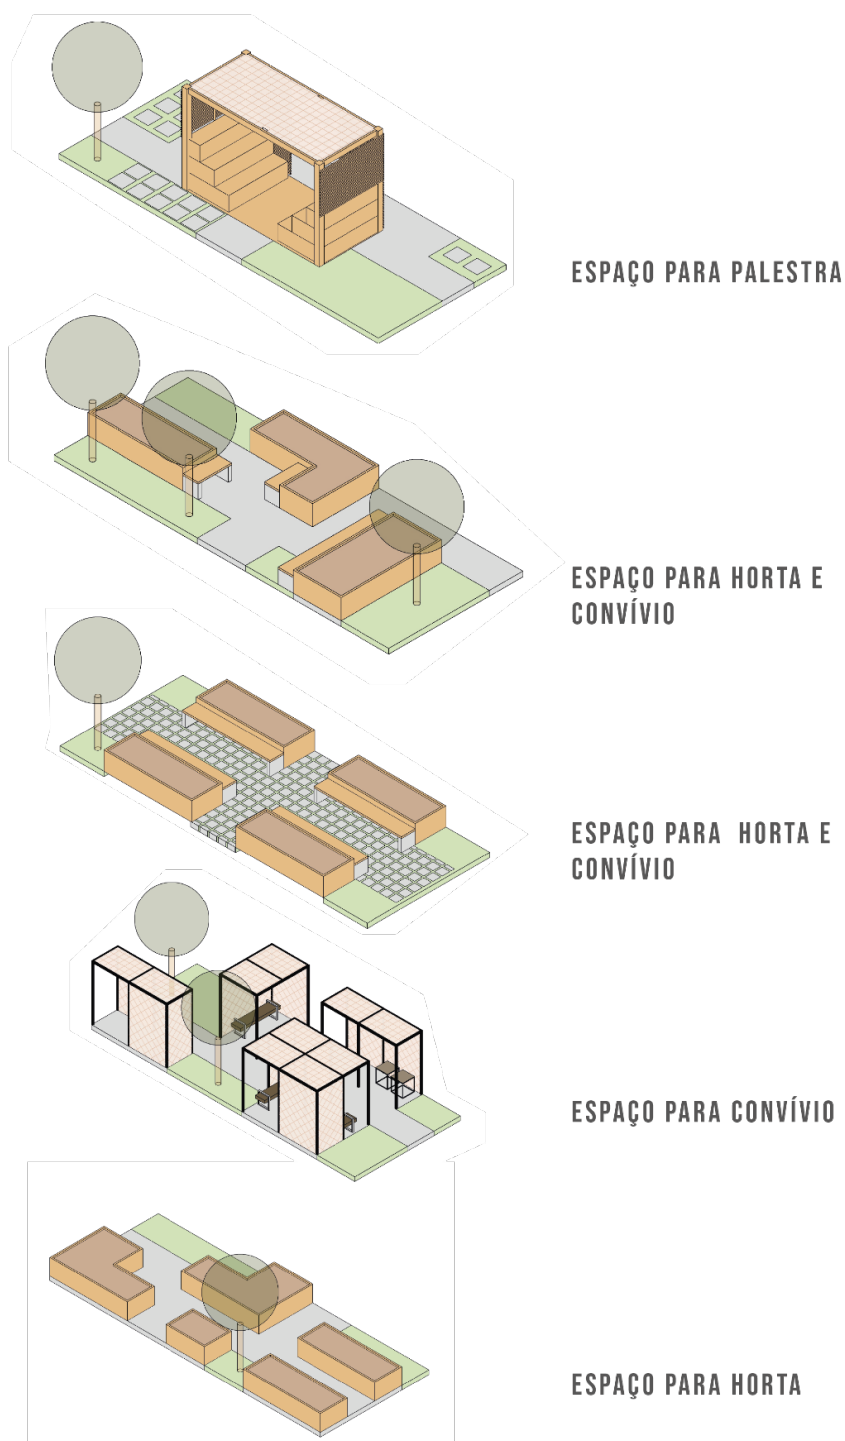 ESPAÇO PARA PALESTRA
ESPAÇO PARA HORTA E
CONVÍVIO
ESPAÇO PARA HORTA E
CONVÍVIO
ESPAÇO PARA CONVÍVIO
ESPAÇO PARA HORTA